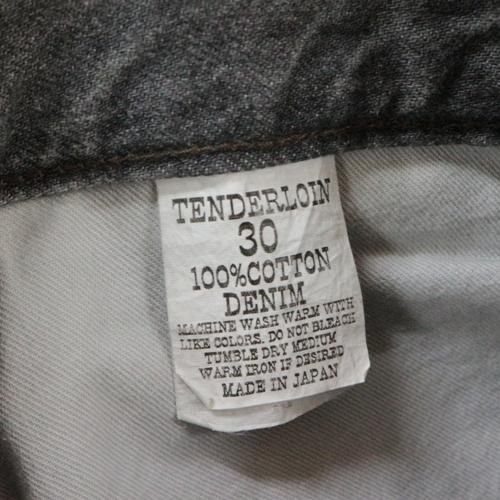 TENDERLOIN
30
100%COTTON
DENIM
MACHINE WASH WARM WITH
LIKE COLORS. DO NOT BLEACH
TUMBLE DRY MEDIUM
WARM IRON IF DESIRED
MADE IN JAPAN